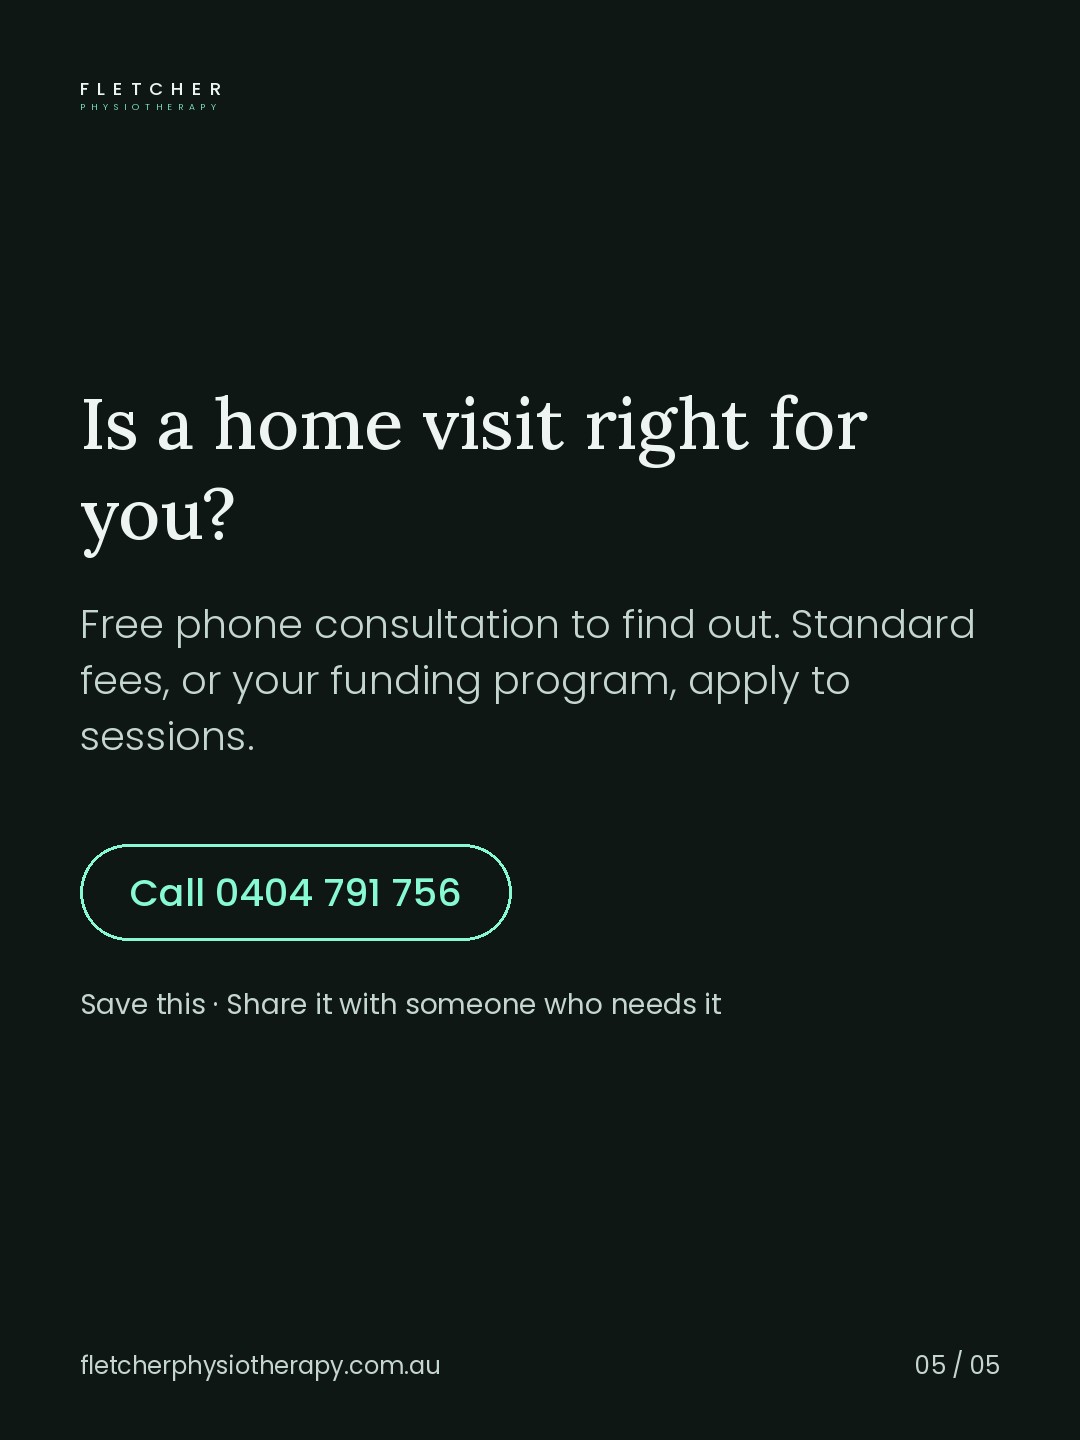 FLETCHER
PHYSIOTHERAPY
Is a home visit right for
you?
Free phone consultation to find out. Standard
fees, or your funding program, apply to
sessions.
Call 0404 791 756
Save this · Share it with someone who needs it
fletcherphysiotherapy.com.au
05 / 05